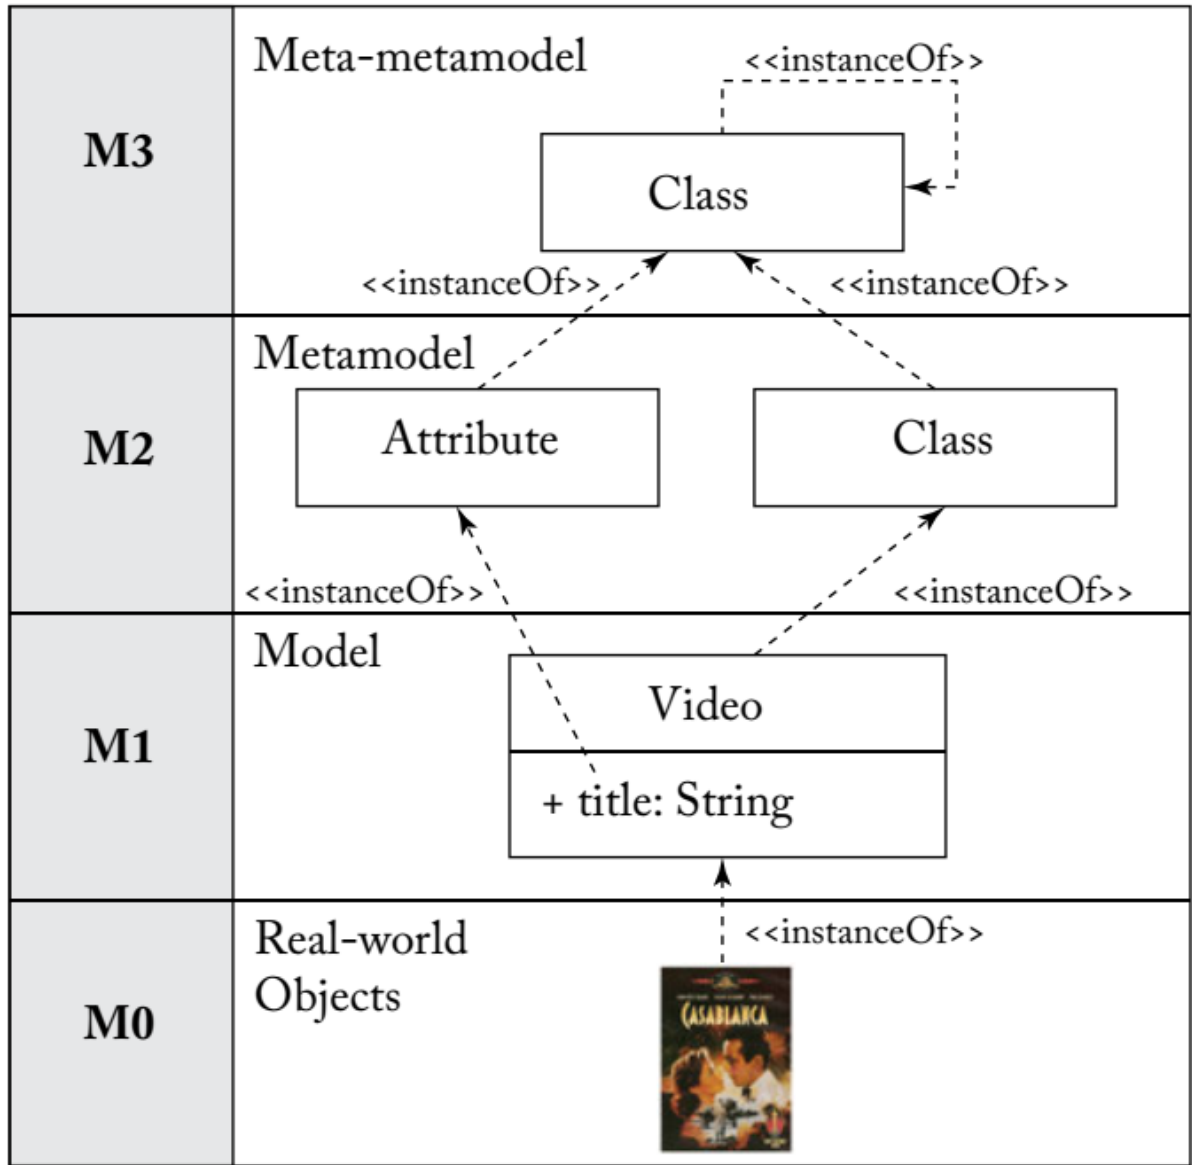 M3
Meta-metamodel
<<instanceOf>>
Class
<<instanceOf>>
<<instanceOf>>
M2
Metamodel
Attribute
Class
<<instanceOf>>
<<instanceOf>>
M1
Model
Video
+ title: String
M0
Real-world
Objects
<<instanceOf>>
CASABLANCA